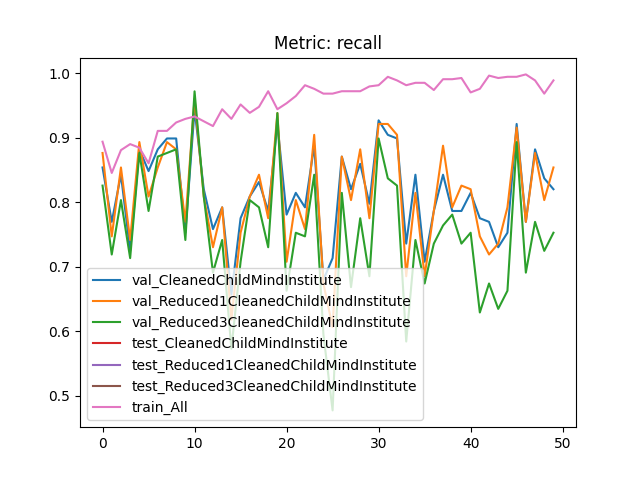 Metric: recall
1.0
0.9
0.8
0.7
0.6
0.5
val_CleanedChildMindInstitute
val_Reduced1CleanedChildMindInstitute
val_Reduced3CleanedChildMindInstitute
test_CleanedChildMindInstitute
test_Reduced1CleanedChildMindInstitute
test_Reduced3CleanedChildMindInstitute
train_All
0 10 20 30 40 50